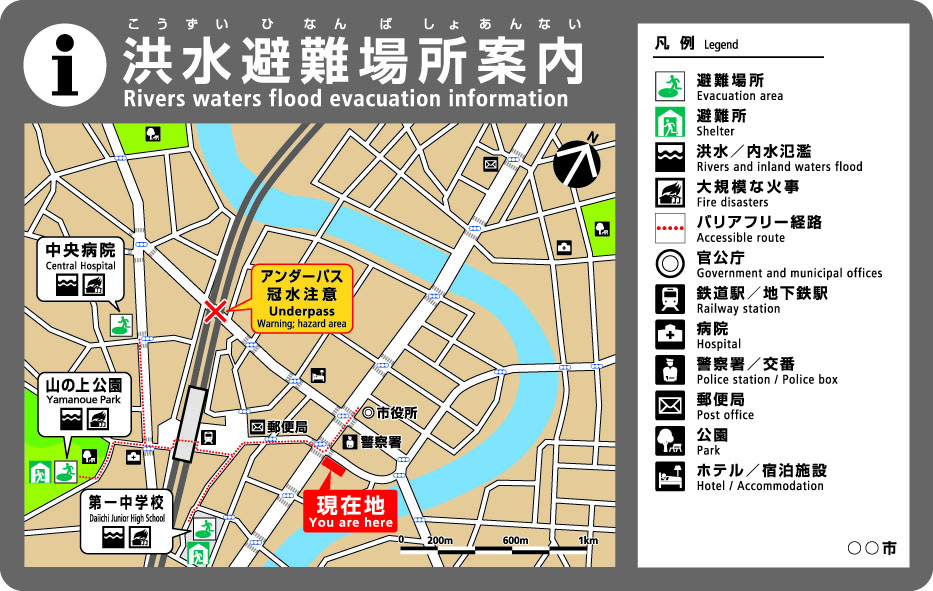 こうずい ひなん ばしょあんない
洪水避難場所案内
Rivers waters flood evacuation information
N
中央病院
Central Hospital
アンダーパス
冠水注意
Underpass
Warning; hazard area
山の上公園
Yamanoue Park
市役所
郵便局
警察署
第一中学校
Daiichi Junior High School
現在地
You are here
0 200m 600m 1km
凡例 Legend
避難場所
Evacuation area
避難所
Shelter
洪水／内水氾濫
Rivers and inland waters flood
大規模な火事
Fire disasters
バリアフリー経路
Accessible route
官公庁
Government and municipal offices
鉄道駅／地下鉄駅
Railway station
病院
Hospital
警察署／交番
Police station / Police box
郵便局
Post office
公園
Park
ホテル／宿泊施設
Hotel / Accommodation
○○市